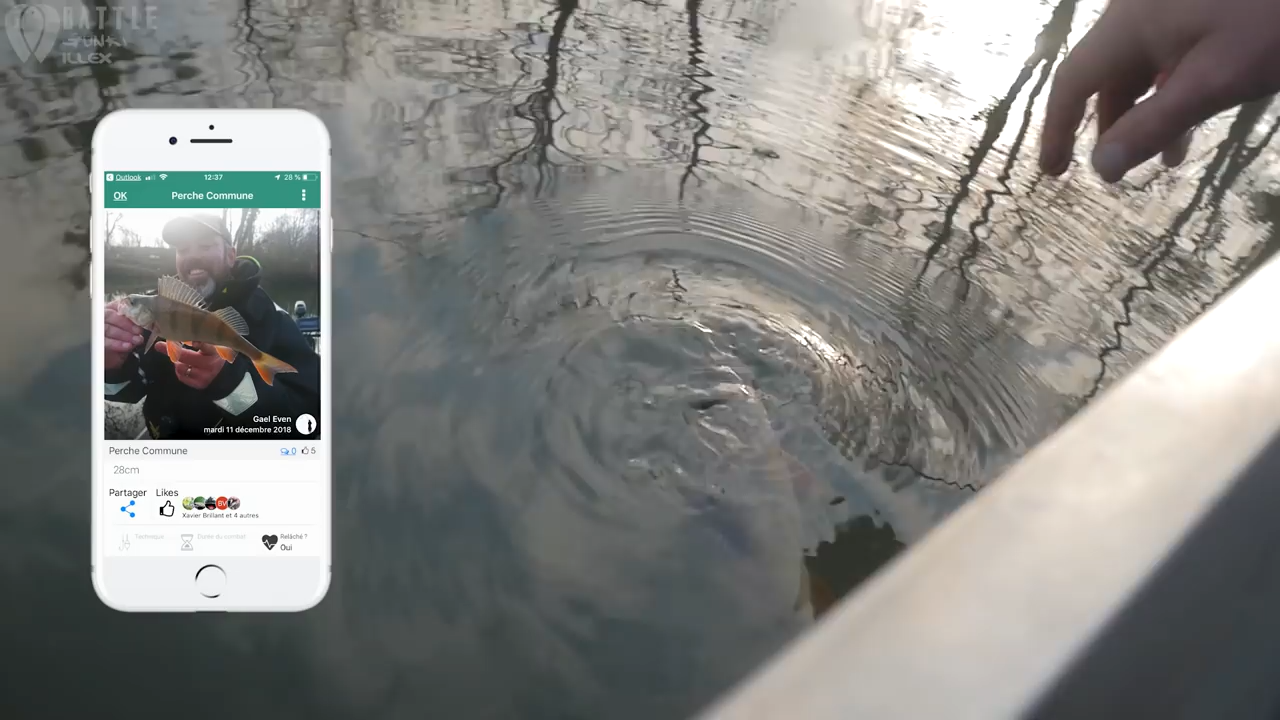 BATTLE
ILLEX
Outlook
12:37
28 %
OK
Perche Commune
Gael Even
mardi 11 décembre 2018
Perche Commune
0
5
28cm
Partager
Likes
Xavier Brillant et 4 autres
Technique
Durée du combat
Relâché ?
Oui